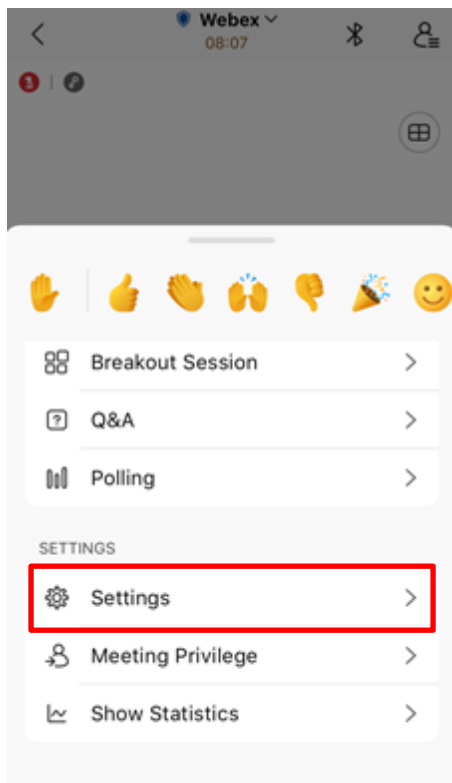 Webex
08:07
Breakout Session
Q&A
Polling
SETTINGS
Settings
Meeting Privilege
Show Statistics